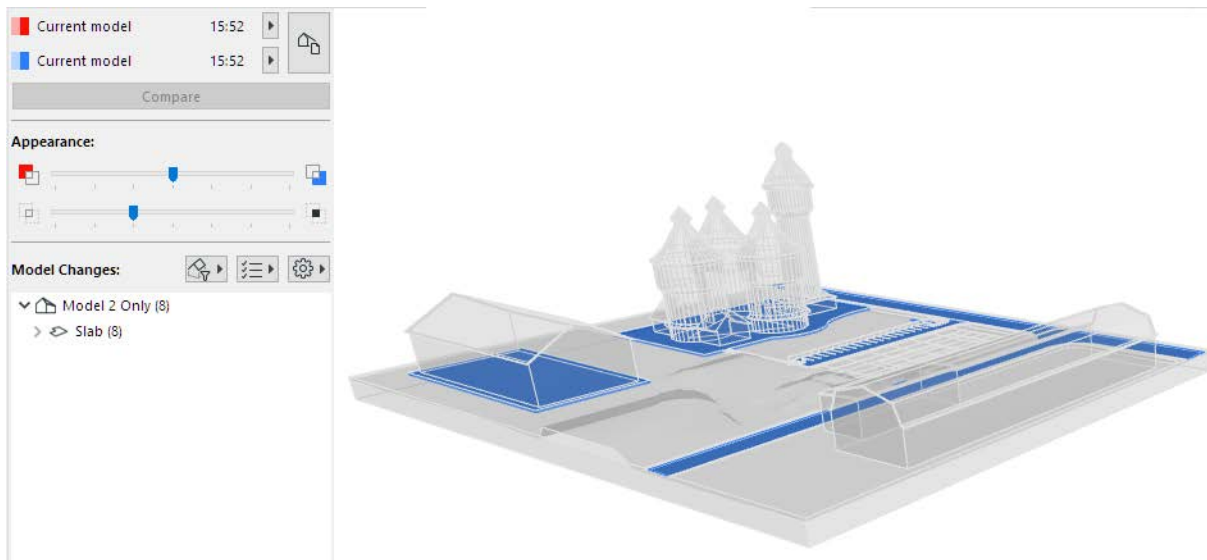 Current model 15:52
Current model 15:52
Compare
Appearance:
Model Changes:
Model 2 Only (8)
Slab (8)